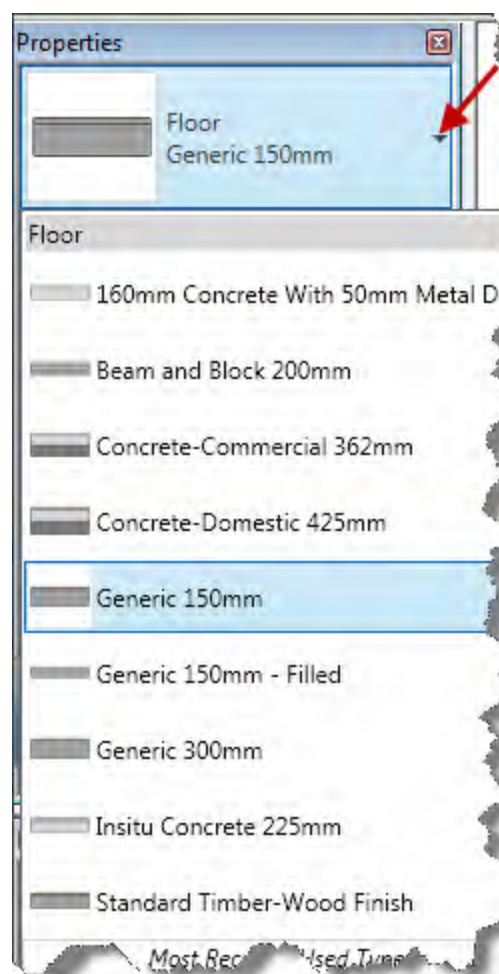 Properties
Floor
Generic 150mm
Floor
160mm Concrete With 50mm Metal D
Beam and Block 200mm
Concrete-Commercial 362mm
Concrete-Domestic 425mm
Generic 150mm
Generic 150mm - Filled
Generic 300mm
Insitu Concrete 225mm
Standard Timber-Wood Finish
Most